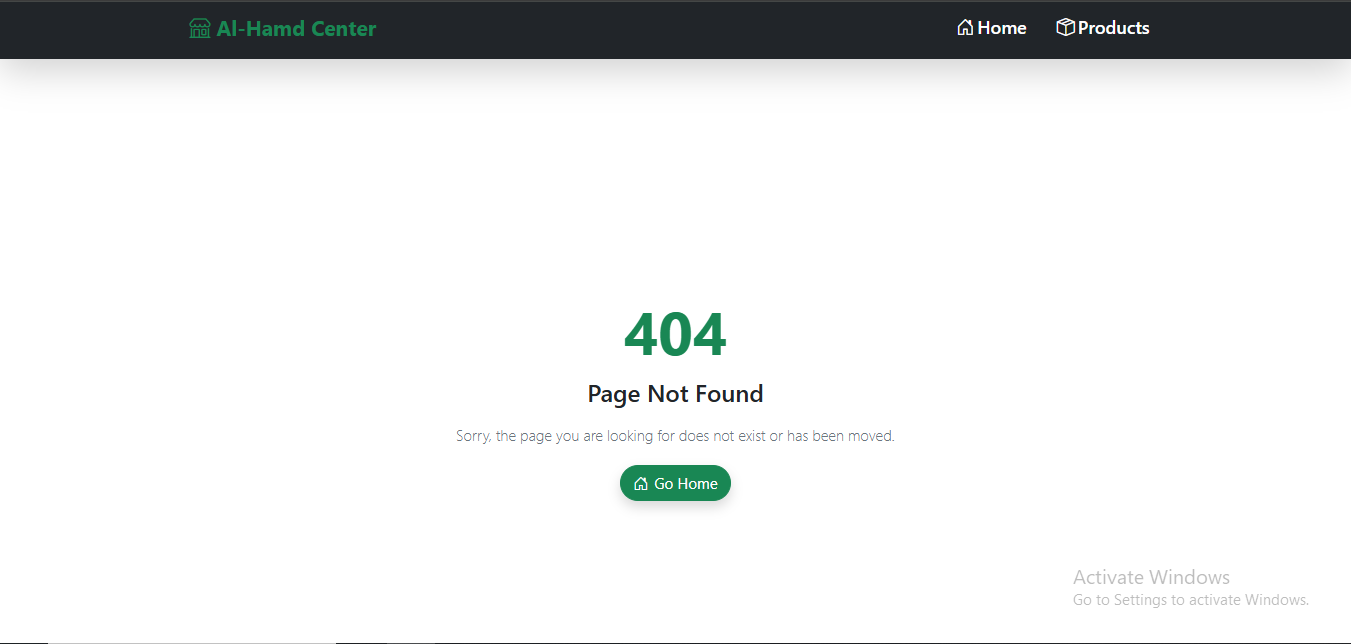 Al-Hamd Center
Home
Products
404
Page Not Found
Sorry, the page you are looking for does not exist or has been moved.
Go Home
Activate Windows
Go to Settings to activate Windows.